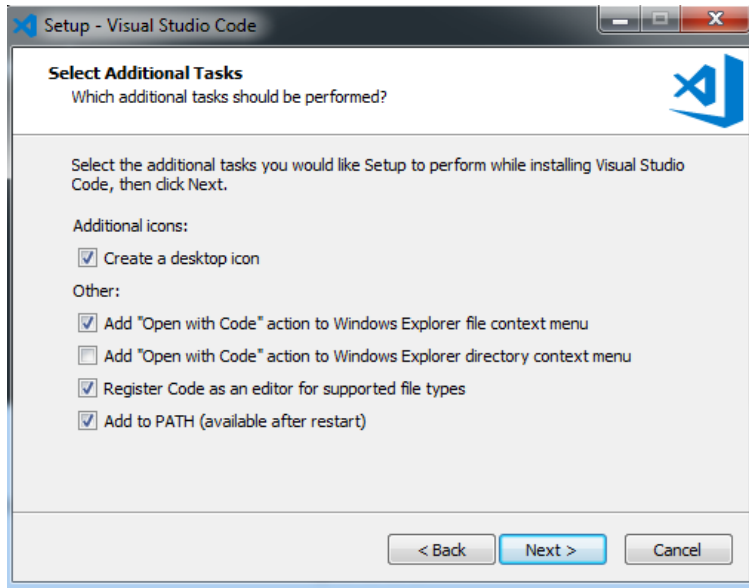 Setup - Visual Studio Code
Select Additional Tasks
Which additional tasks should be performed?
Select the additional tasks you would like Setup to perform while installing Visual Studio
Code, then click Next.
Additional icons:
Create a desktop icon
Other:
Add "Open with Code" action to Windows Explorer file context menu
Add "Open with Code" action to Windows Explorer directory context menu
Register Code as an editor for supported file types
Add to PATH (available after restart)
< Back Next > Cancel